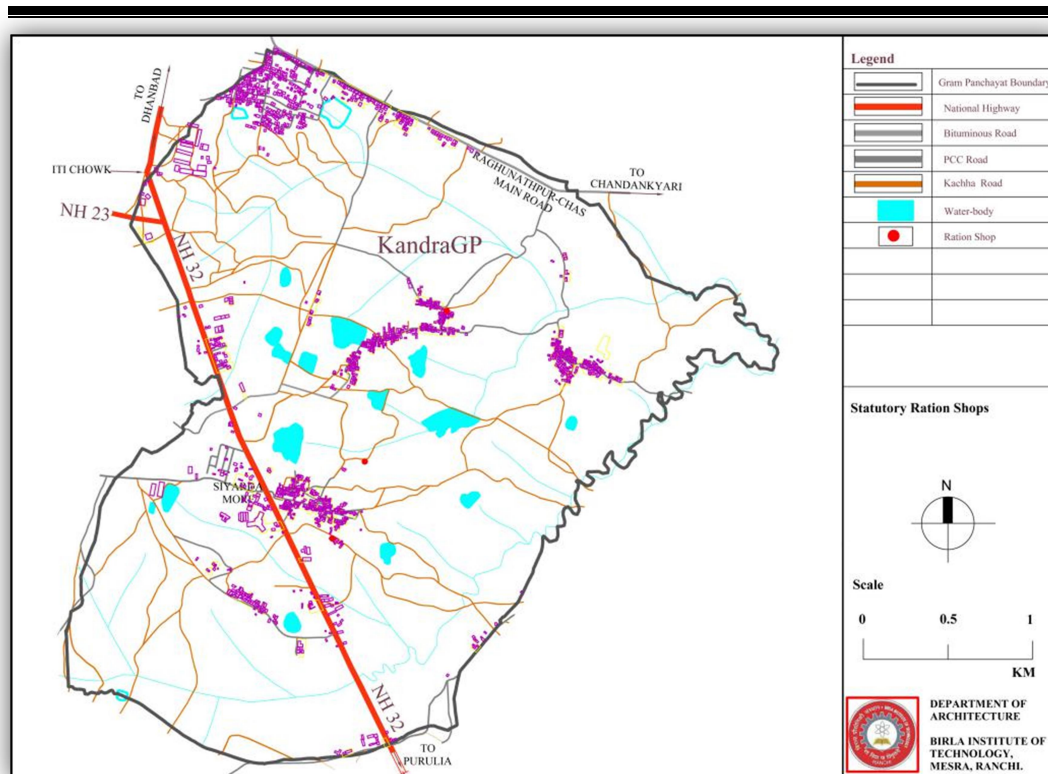 TO
DHANBAD
ITI CHOWK
NH 23
NH 32
RAGHUNATHPUR-CHAS
MAIN ROAD
TO
CHANDANKYARI
KandraGP
NH 32
TO
PURULIA
Legend
Gram Panchayat Boundary
National Highway
Bituminous Road
PCC Road
Kachha Road
Water-body
Ration Shop
Statutory Ration Shops
N
Scale
0 0.5 1
KM
DEPARTMENT OF
ARCHITECTURE
BIRLA INSTITUTE OF
TECHNOLOGY,
MESRA, RANCHI.